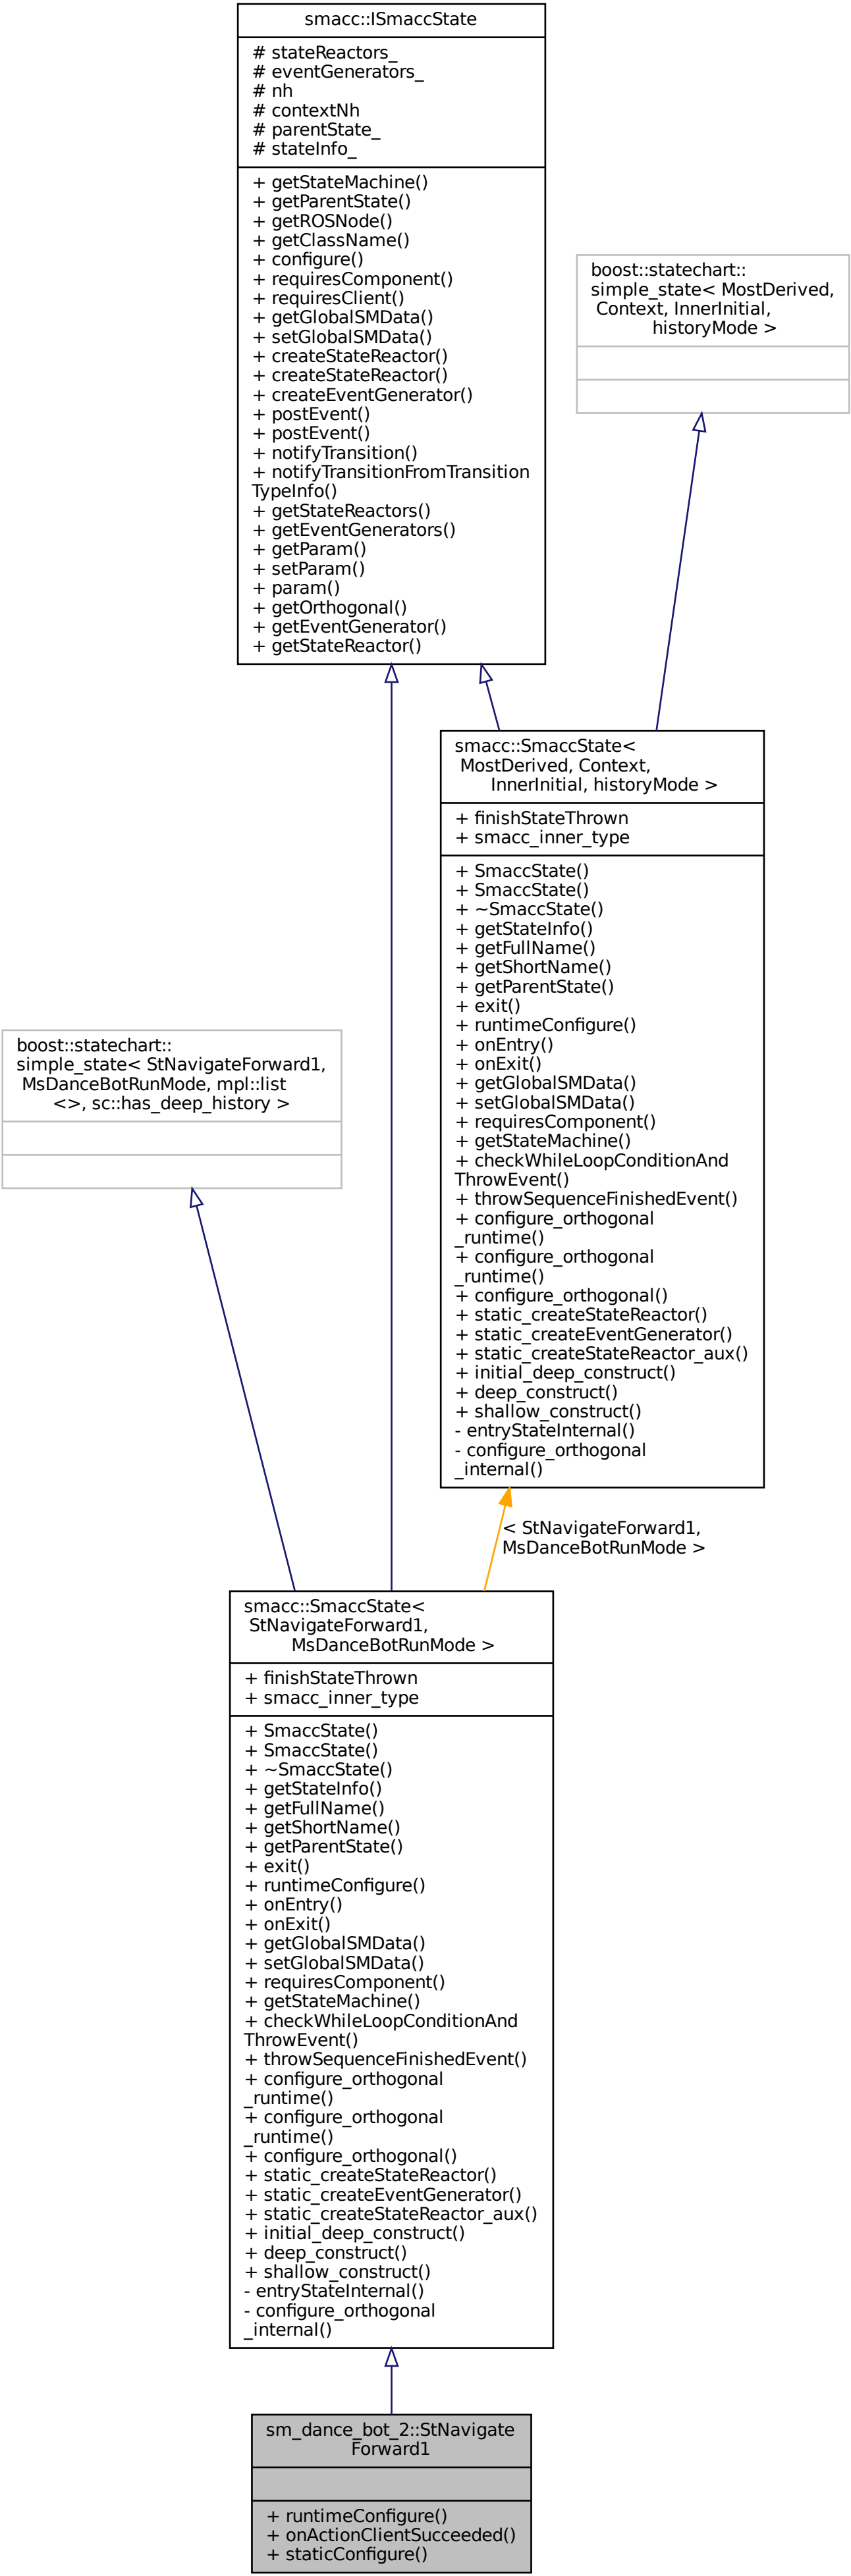 smacc::ISmaccState
# stateReactors_
# eventGenerators_
# nh
# contextNh
# parentState_
# stateInfo_
+ getStateMachine()
+ getParentState()
+ getROSNode()
+ getClassName()
+ configure()
+ requiresComponent()
+ requiresClient()
+ getGlobalSMData()
+ setGlobalSMData()
+ createStateReactor()
+ createStateReactor()
+ createEventGenerator()
+ postEvent()
+ postEvent()
+ notifyTransition()
+ notifyTransitionFromTransition
TypeInfo()
+ getStateReactors()
+ getEventGenerators()
+ getParam()
+ setParam()
+ param()
+ getOrthogonal()
+ getEventGenerator()
+ getStateReactor()
boost::statechart::
simple_state< MostDerived,
Context, InnerInitial,
historyMode >
smacc::SmaccState<
MostDerived, Context,
InnerInitial, historyMode >
+ finishStateThrown
+ smacc_inner_type
+ SmaccState()
+ SmaccState()
+ ~SmaccState()
+ getStateInfo()
+ getFullName()
+ getShortName()
+ getParentState()
+ exit()
+ runtimeConfigure()
+ onEntry()
+ onExit()
+ getGlobalSMData()
+ setGlobalSMData()
+ requiresComponent()
+ getStateMachine()
+ checkWhileLoopConditionAnd
ThrowEvent()
+ throwSequenceFinishedEvent()
+ configure_orthogonal
_runtime()
+ configure_orthogonal
_runtime()
+ configure_orthogonal()
+ static_createStateReactor()
+ static_createEventGenerator()
+ static_createStateReactor_aux()
+ initial_deep_construct()
+ deep_construct()
+ shallow_construct()
- entryStateInternal()
- configure_orthogonal
_internal()
boost::statechart::
simple_state< StNavigateForward1,
MsDanceBotRunMode, mpl::list
<>, sc::has_deep_history >
< StNavigateForward1,
MsDanceBotRunMode >
smacc::SmaccState<
StNavigateForward1,
MsDanceBotRunMode >
+ finishStateThrown
+ smacc_inner_type
+ SmaccState()
+ SmaccState()
+ ~SmaccState()
+ getStateInfo()
+ getFullName()
+ getShortName()
+ getParentState()
+ exit()
+ runtimeConfigure()
+ onEntry()
+ onExit()
+ getGlobalSMData()
+ setGlobalSMData()
+ requiresComponent()
+ getStateMachine()
+ checkWhileLoopConditionAnd
ThrowEvent()
+ throwSequenceFinishedEvent()
+ configure_orthogonal
_runtime()
+ configure_orthogonal
_runtime()
+ configure_orthogonal()
+ static_createStateReactor()
+ static_createEventGenerator()
+ static_createStateReactor_aux()
+ initial_deep_construct()
+ deep_construct()
+ shallow_construct()
- entryStateInternal()
- configure_orthogonal
_internal()
sm_dance_bot_2::StNavigate
Forward1
+ runtimeConfigure()
+ onActionClientSucceeded()
+ staticConfigure()